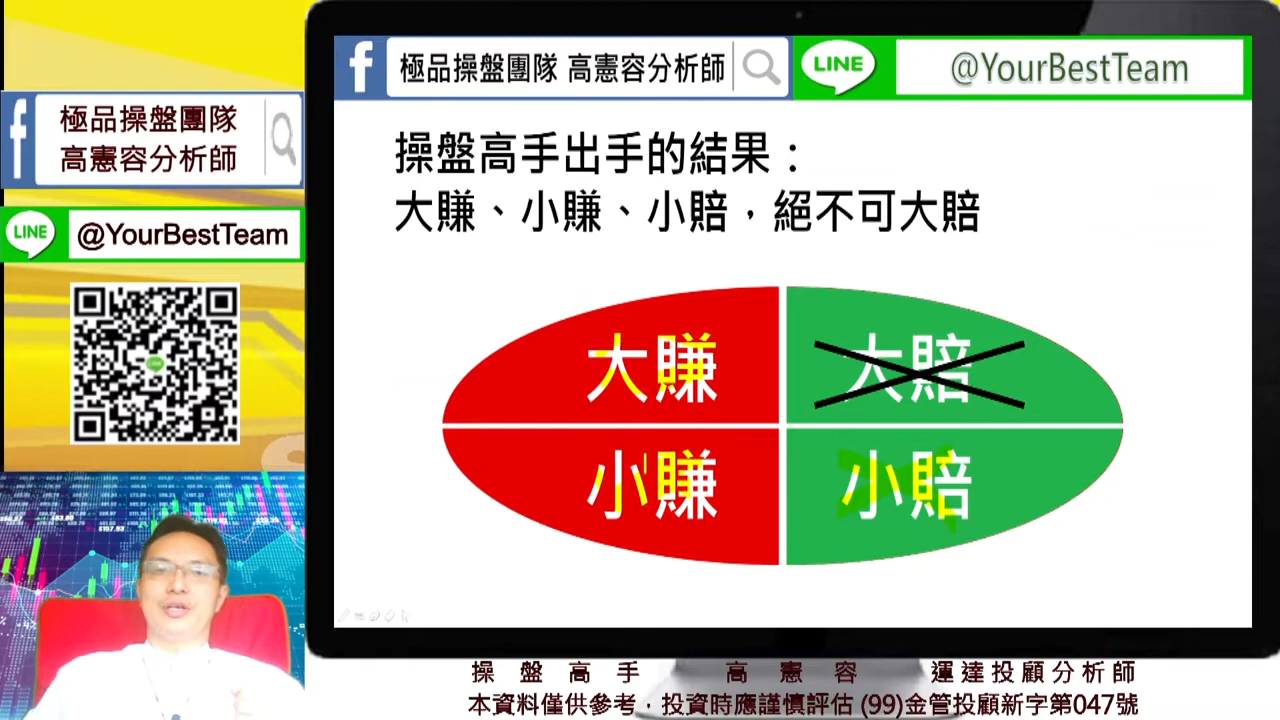 極品操盤團隊
高憲容分析師
LINE
@YourBestTeam
極品操盤團隊 高憲容分析師
LINE
@YourBestTeam
操盤高手出手的結果：
大賺、小賺、小賠，絕不可大賠
大賺
大賠
小賺
小賠
操盤高手 高憲容 運達投顧分析師
本資料僅供參考，投資時應謹慎評估 (99)金管投顧新字第047號